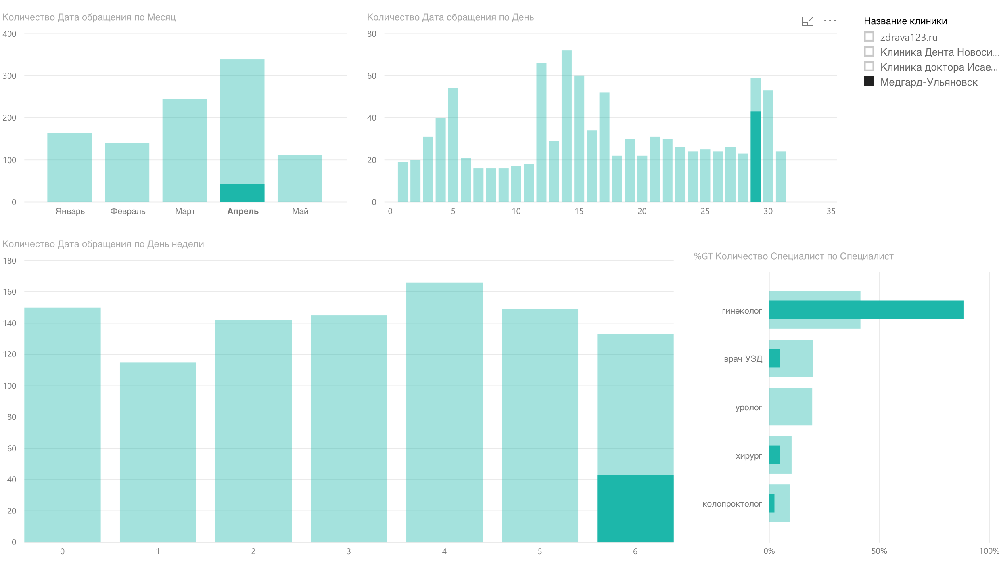 Количество Дата обращения по Месяц
400
300
200
100
0
Январь Февраль Март Апрель Май
Количество Дата обращения по День
80
60
40
20
0
0 5 10 15 20 25 30 35
Название клиники
zdrava123.ru
Клиника Дента Новоси...
Клиника доктора Исае...
Медгард-Ульяновск
Количество Дата обращения по День недели
180
160
140
120
100
80
60
40
20
0
0 1 2 3 4 5 6
%GT Количество Специалист по Специалист
гинеколог
врач УЗД
уролог
хирург
колопроктолог
0% 50% 100%